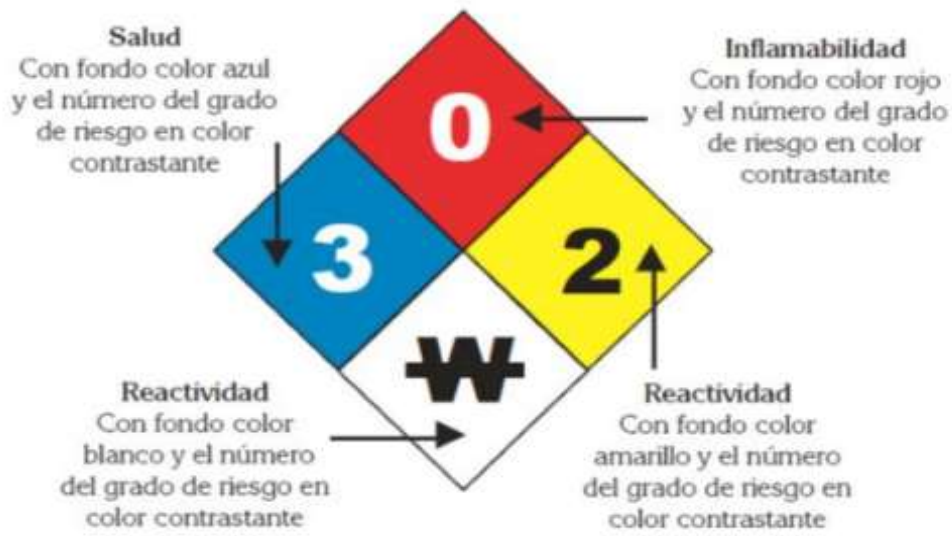 Salud
Con fondo color azul
y el número del grado
de riesgo en color
contrastante
Inflamabilidad
Con fondo color rojo
y el número del grado
de riesgo en color
contrastante
0
3
2
W
Reactividad
Con fondo color
blanco y el número
del grado de riesgo en
color contrastante
Reactividad
Con fondo color
amarillo y el número
del grado de riesgo en
color contrastante